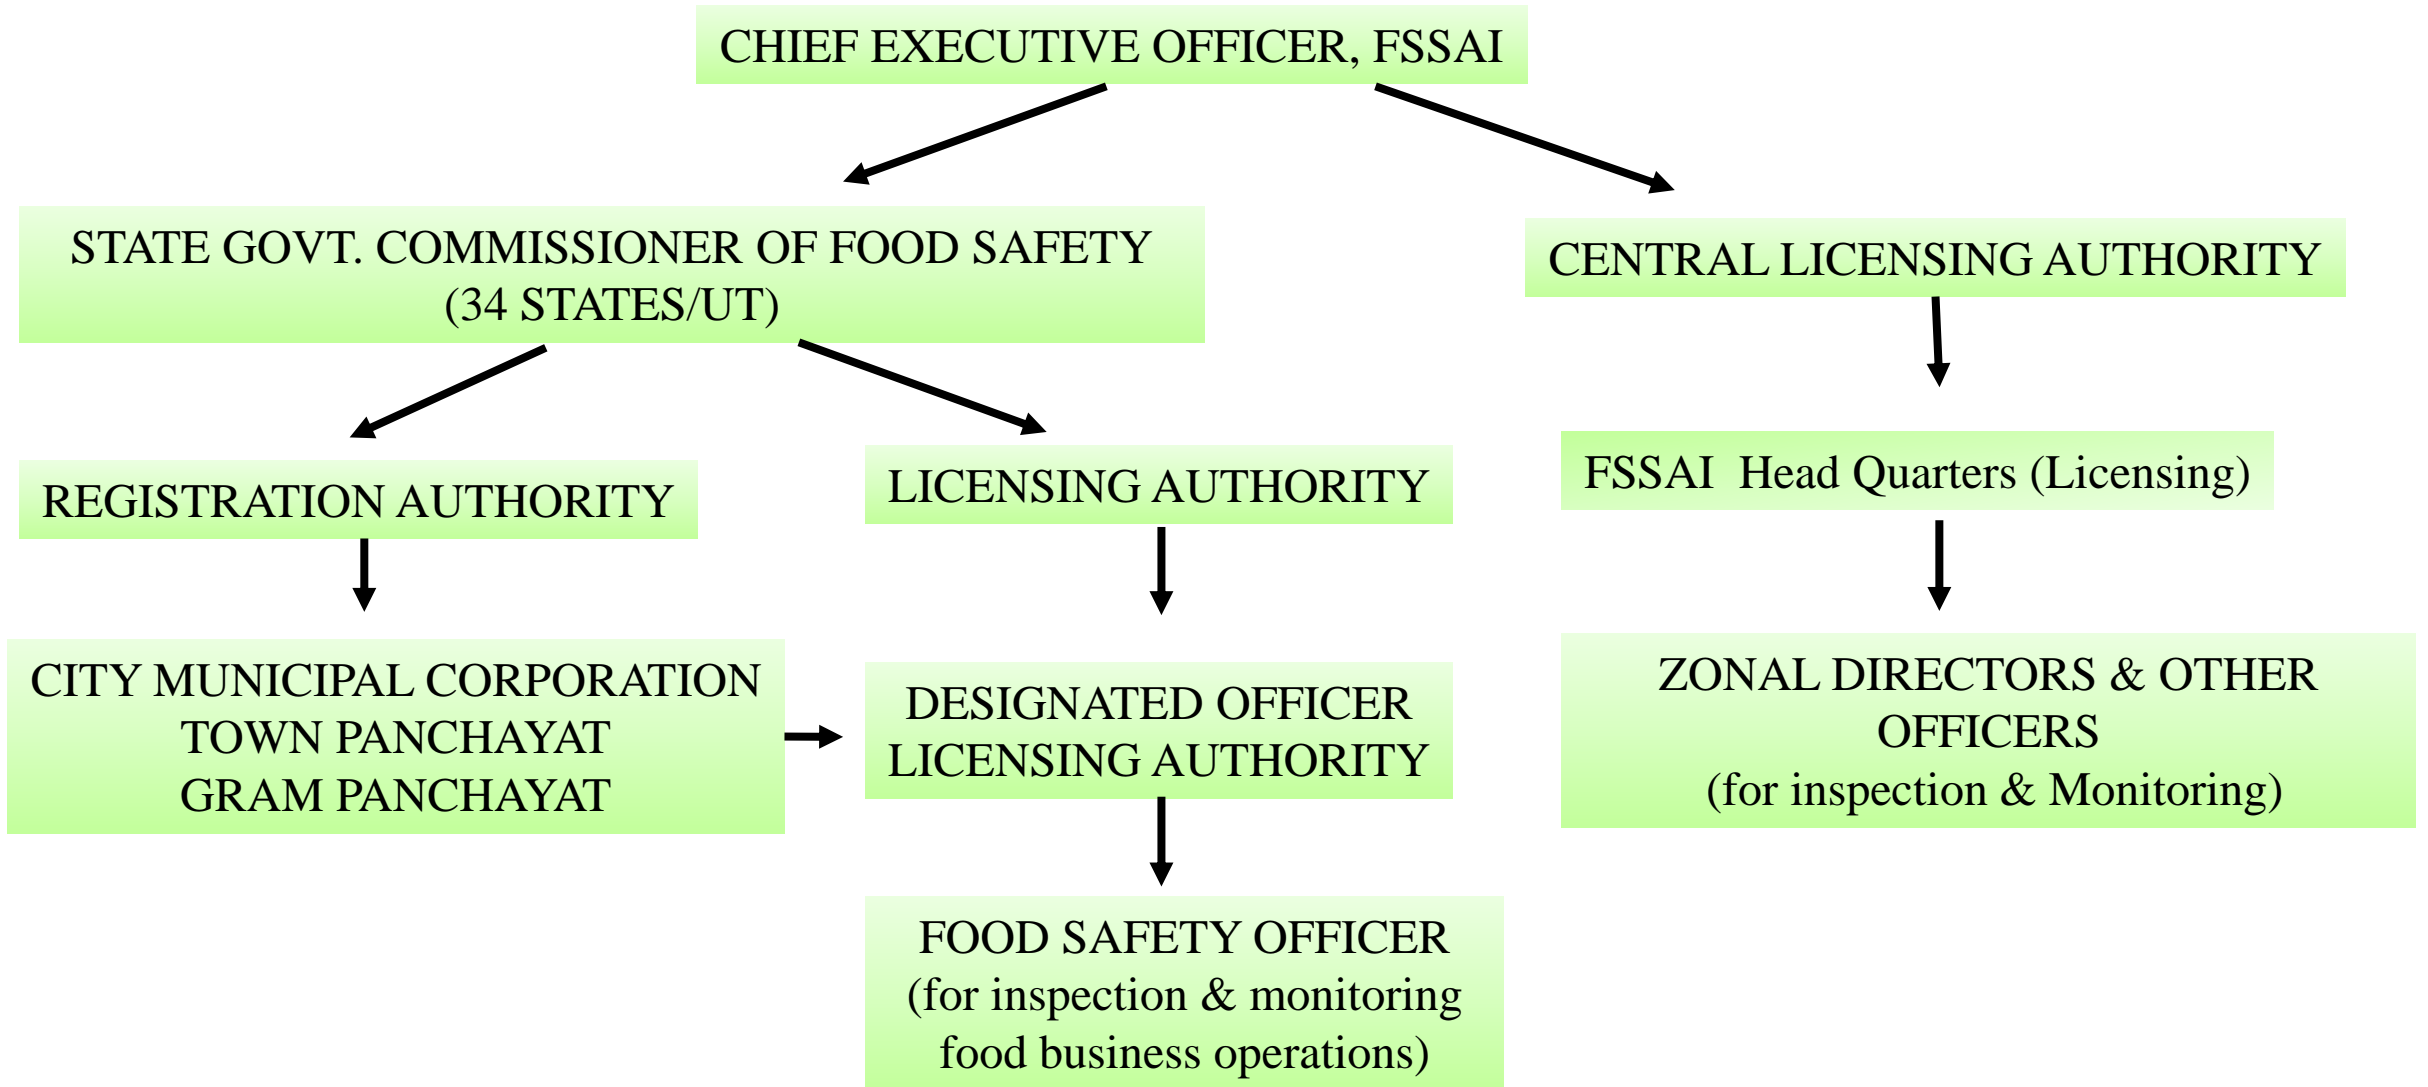 CHIEF EXECUTIVE OFFICER, FSSAI
STATE GOVT. COMMISSIONER OF FOOD SAFETY
(34 STATES/UT)
CENTRAL LICENSING AUTHORITY
REGISTRATION AUTHORITY
LICENSING AUTHORITY
FSSAI Head Quarters (Licensing)
CITY MUNICIPAL CORPORATION
TOWN PANCHAYAT
GRAM PANCHAYAT
DESIGNATED OFFICER
LICENSING AUTHORITY
ZONAL DIRECTORS & OTHER
OFFICERS
(for inspection & Monitoring)
FOOD SAFETY OFFICER
(for inspection & monitoring
food business operations)